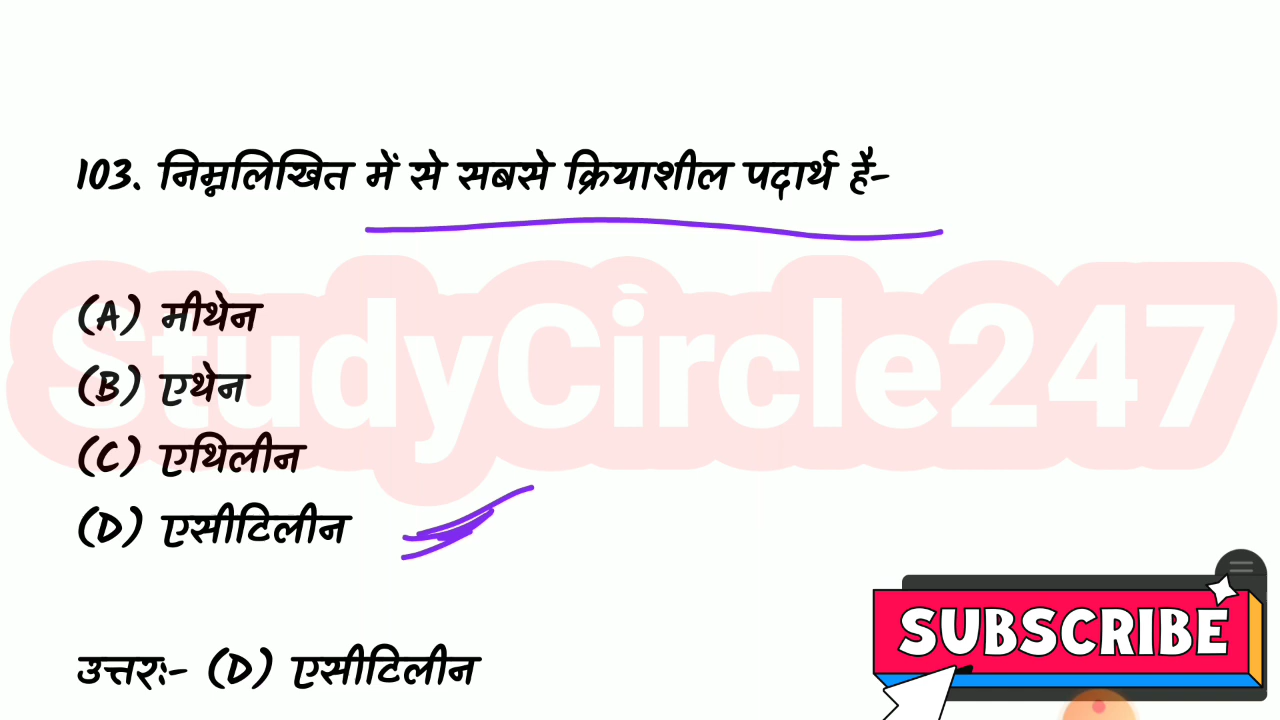 103. निम्नलिखित में से सबसे क्रियाशील पदार्थ है-
StudyCircle247
(A) मीथेन
(B) एथेन
(C) एथिलीन
(D) एसीटिलीन
SUBSCRIBE
उत्तरः- (D) एसीटिलीन